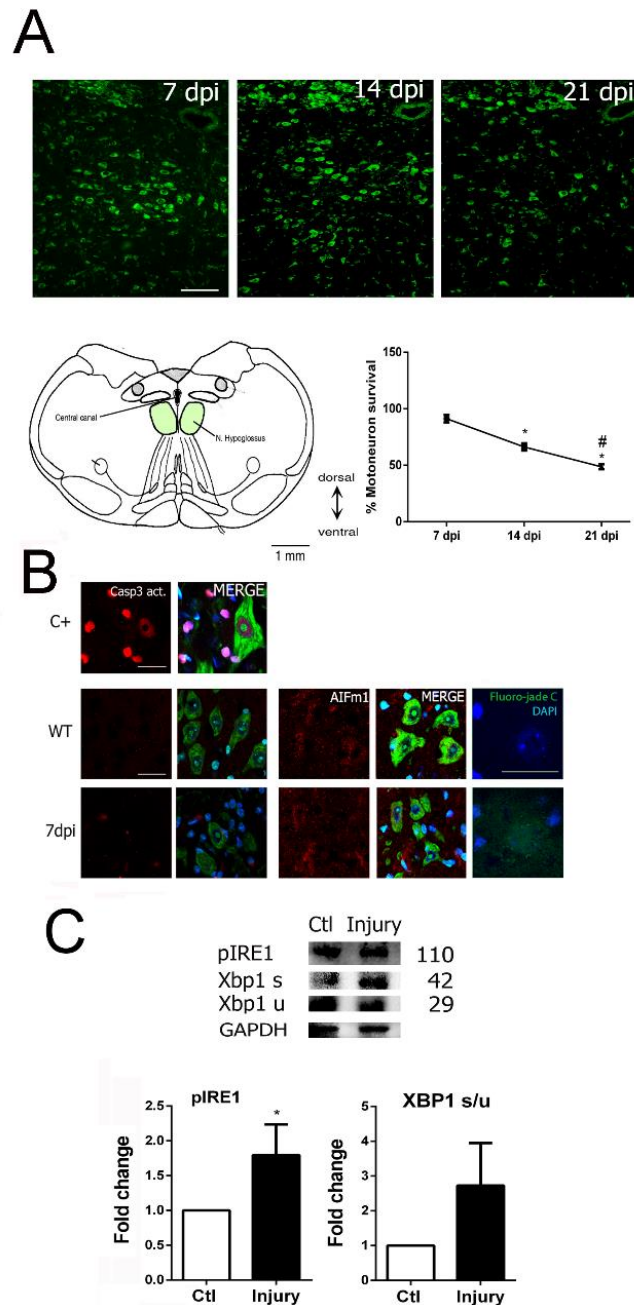 A
7 dpi 14 dpi 21 dpi
Central canal
N. Hypoglossus
dorsal
ventral
1 mm
% Motoneuron survival
150
100
50
0
*
#
*
7 dpi 14 dpi 21 dpi
B
Casp3 act. MERGE
C+
AIFm1 MERGE Fluoro-jade C
DAPI
WT
7dpi
C
Ctl Injury
pIRE1 110
Xbp1 s 42
Xbp1 u 29
GAPDH
pIRE1
Fold change
2.5
2.0
1.5
1.0
0.5
0.0
*
Ctl Injury
XBP1 s/u
Fold change
5
4
3
2
1
0
Ctl Injury